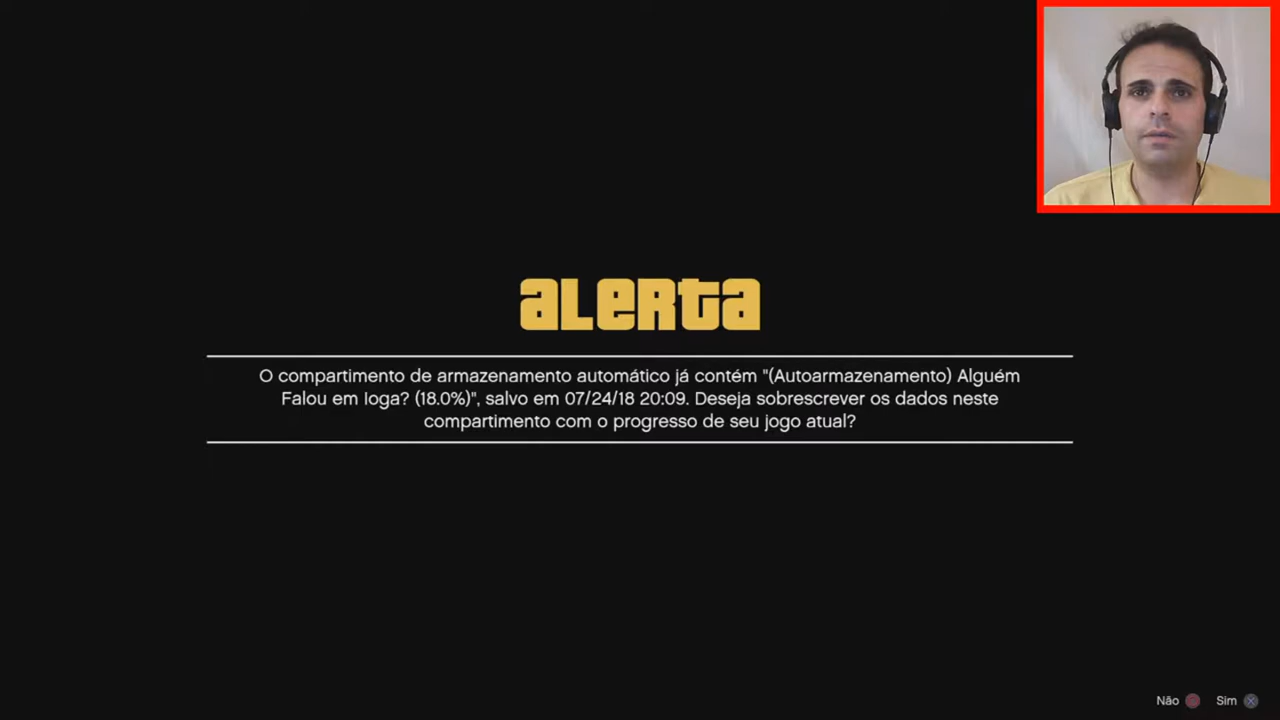 aLeRta
O compartimento de armazenamento automático já contém "(Autoarmazenamento) Alguém
Falou em Ioga? (18.0%)", salvo em 07/24/18 20:09. Deseja sobrescrever os dados neste
compartimento com o progresso de seu jogo atual?
Não Sim